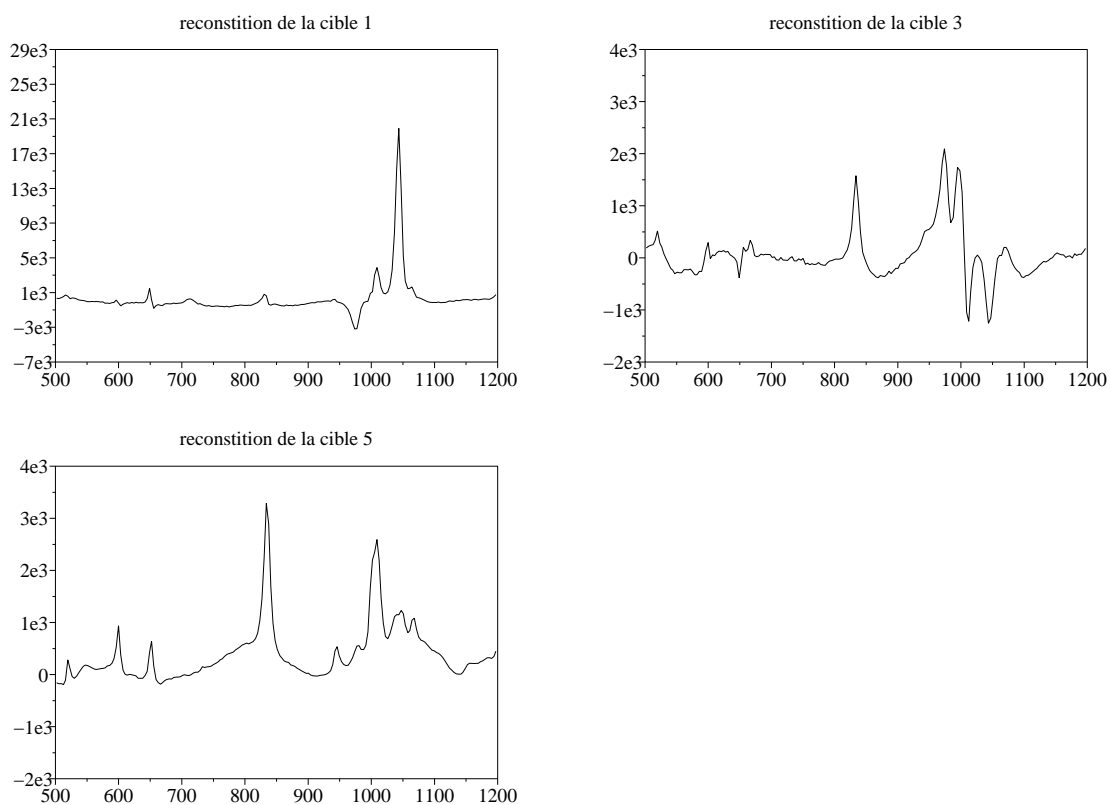 reconstition de la cible 1
29e3
25e3
21e3
17e3
13e3
9e3
5e3
1e3
−3e3
−7e3
500 600 700 800 900 1000 1100 1200
reconstition de la cible 3
4e3
3e3
2e3
1e3
0
−1e3
−2e3
500 600 700 800 900 1000 1100 1200
reconstition de la cible 5
4e3
3e3
2e3
1e3
0
−1e3
−2e3
500 600 700 800 900 1000 1100 1200